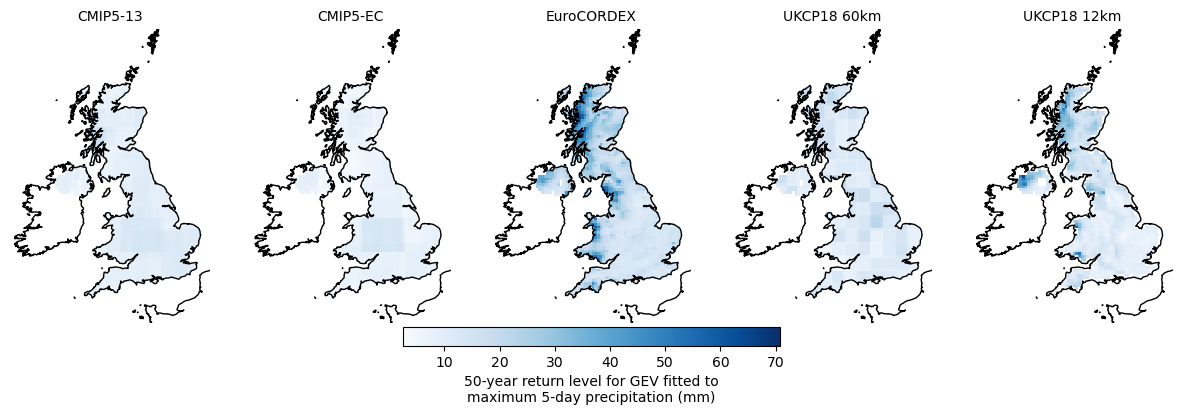 CMIP5-13
CMIP5-EC
EuroCORDEX
UKCP18 60km
UKCP18 12km
10 20 30 40 50 60 70
50-year return level for GEV fitted to
maximum 5-day precipitation (mm)